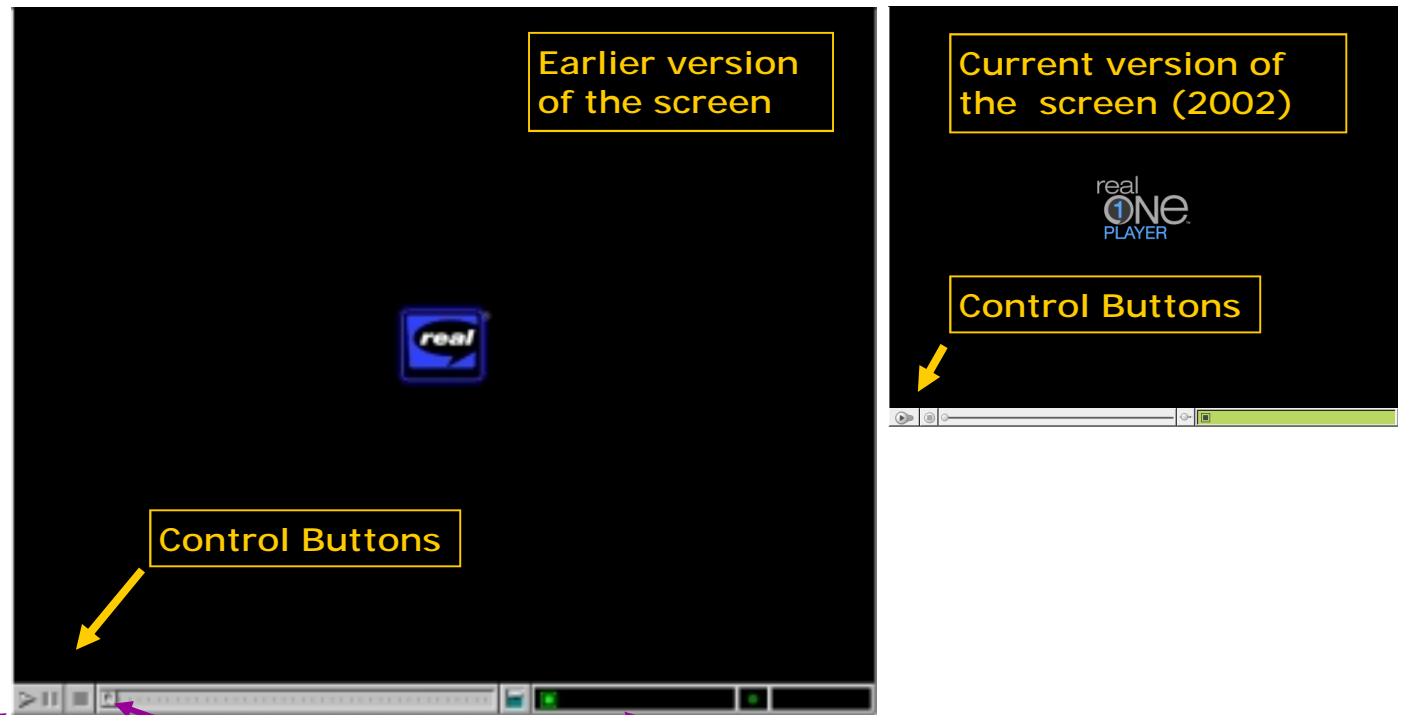 Earlier version
of the screen
real
Control Buttons
Current version of
the screen (2002)
real
1 ONE
PLAYER
Control Buttons